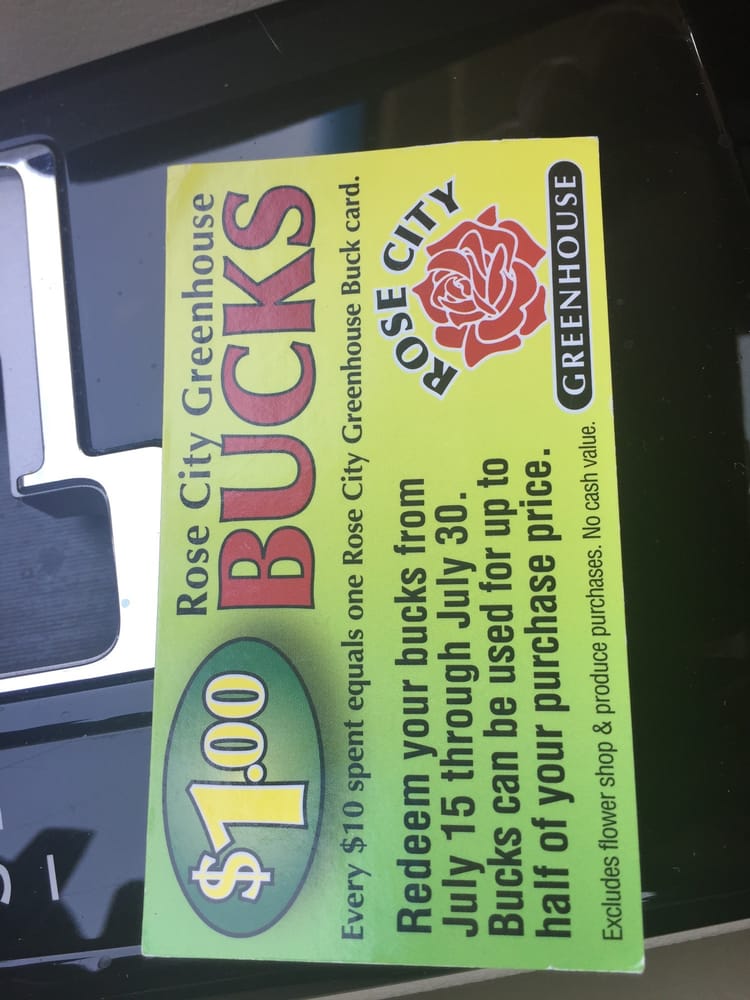 $1.00
Rose City Greenhouse
BUCKS
Every $10 spent equals one Rose City Greenhouse Buck card.
Redeem your bucks from
July 15 through July 30.
Bucks can be used for up to
half of your purchase price.
Excludes flower shop & produce purchases. No cash value.
ROSE CITY
GREENHOUSE